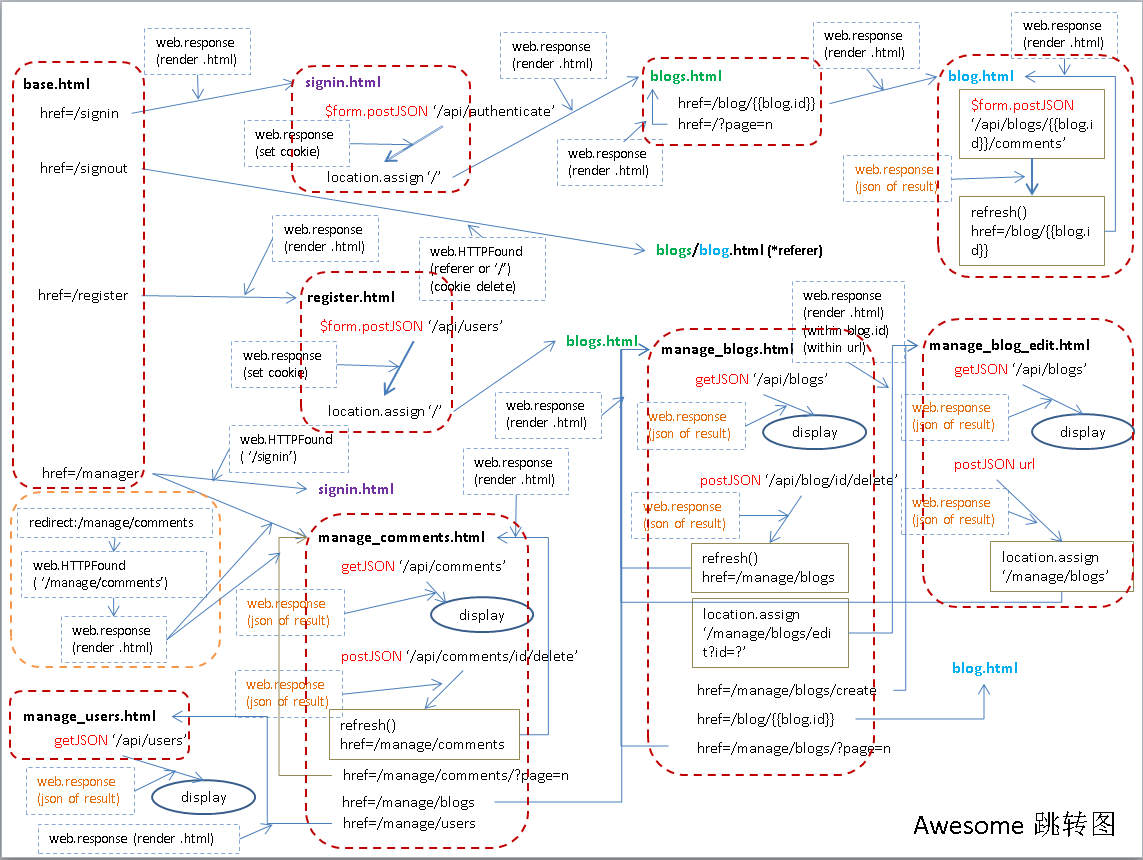 web.response
(render .html)
base.html
href=/signin
href=/signout
href=/register
href=/manager
signin.html
$form.postJSON ‘/api/authenticate’
web.response
(set cookie)
location.assign ‘/’
web.response
(render .html)
blogs.html
href=/blog/{{blog.id}}
href=/?page=n
web.response
(render .html)
web.response
(render .html)
web.response
(render .html)
blog.html
$form.postJSON
‘/api/blogs/{{blog.i
d}}/comments’
web.response
(json of result)
refresh()
href=/blog/{{blog.i
d}}
web.response
(render .html)
web.HTTPFound
(referer or ‘/’)
(cookie delete)
blogs/blog.html (*referer)
register.html
$form.postJSON ‘/api/users’
web.response
(set cookie)
location.assign ‘/’
blogs.html
web.response
(render .html)
web.response
(render .html)
(within blog.id)
(within url)
manage_blogs.html
getJSON ‘/api/blogs’
web.response
(json of result)
display
postJSON ‘/api/blog/id/delete’
web.response
(json of result)
refresh()
href=/manage/blogs
location.assign
‘/manage/blogs/edi
t?id=?’
href=/manage/blogs/create
href=/blog/{{blog.id}}
href=/manage/blogs/?page=n
manage_blog_edit.html
getJSON ‘/api/blogs’
web.response
(json of result)
display
postJSON url
web.response
(json of result)
location.assign
‘/manage/blogs’
blog.html
web.HTTPFound
( ‘/signin’)
signin.html
web.response
(render .html)
redirect:/manage/comments
web.HTTPFound
( ‘/manage/comments’)
web.response
(render .html)
manage_comments.html
getJSON ‘/api/comments’
web.response
(json of result)
display
postJSON ‘/api/comments/id/delete’
web.response
(json of result)
refresh()
href=/manage/comments
href=/manage/comments/?page=n
href=/manage/blogs
href=/manage/users
manage_users.html
getJSON ‘/api/users’
web.response
(json of result)
display
web.response (render .html)
Awesome 跳转图